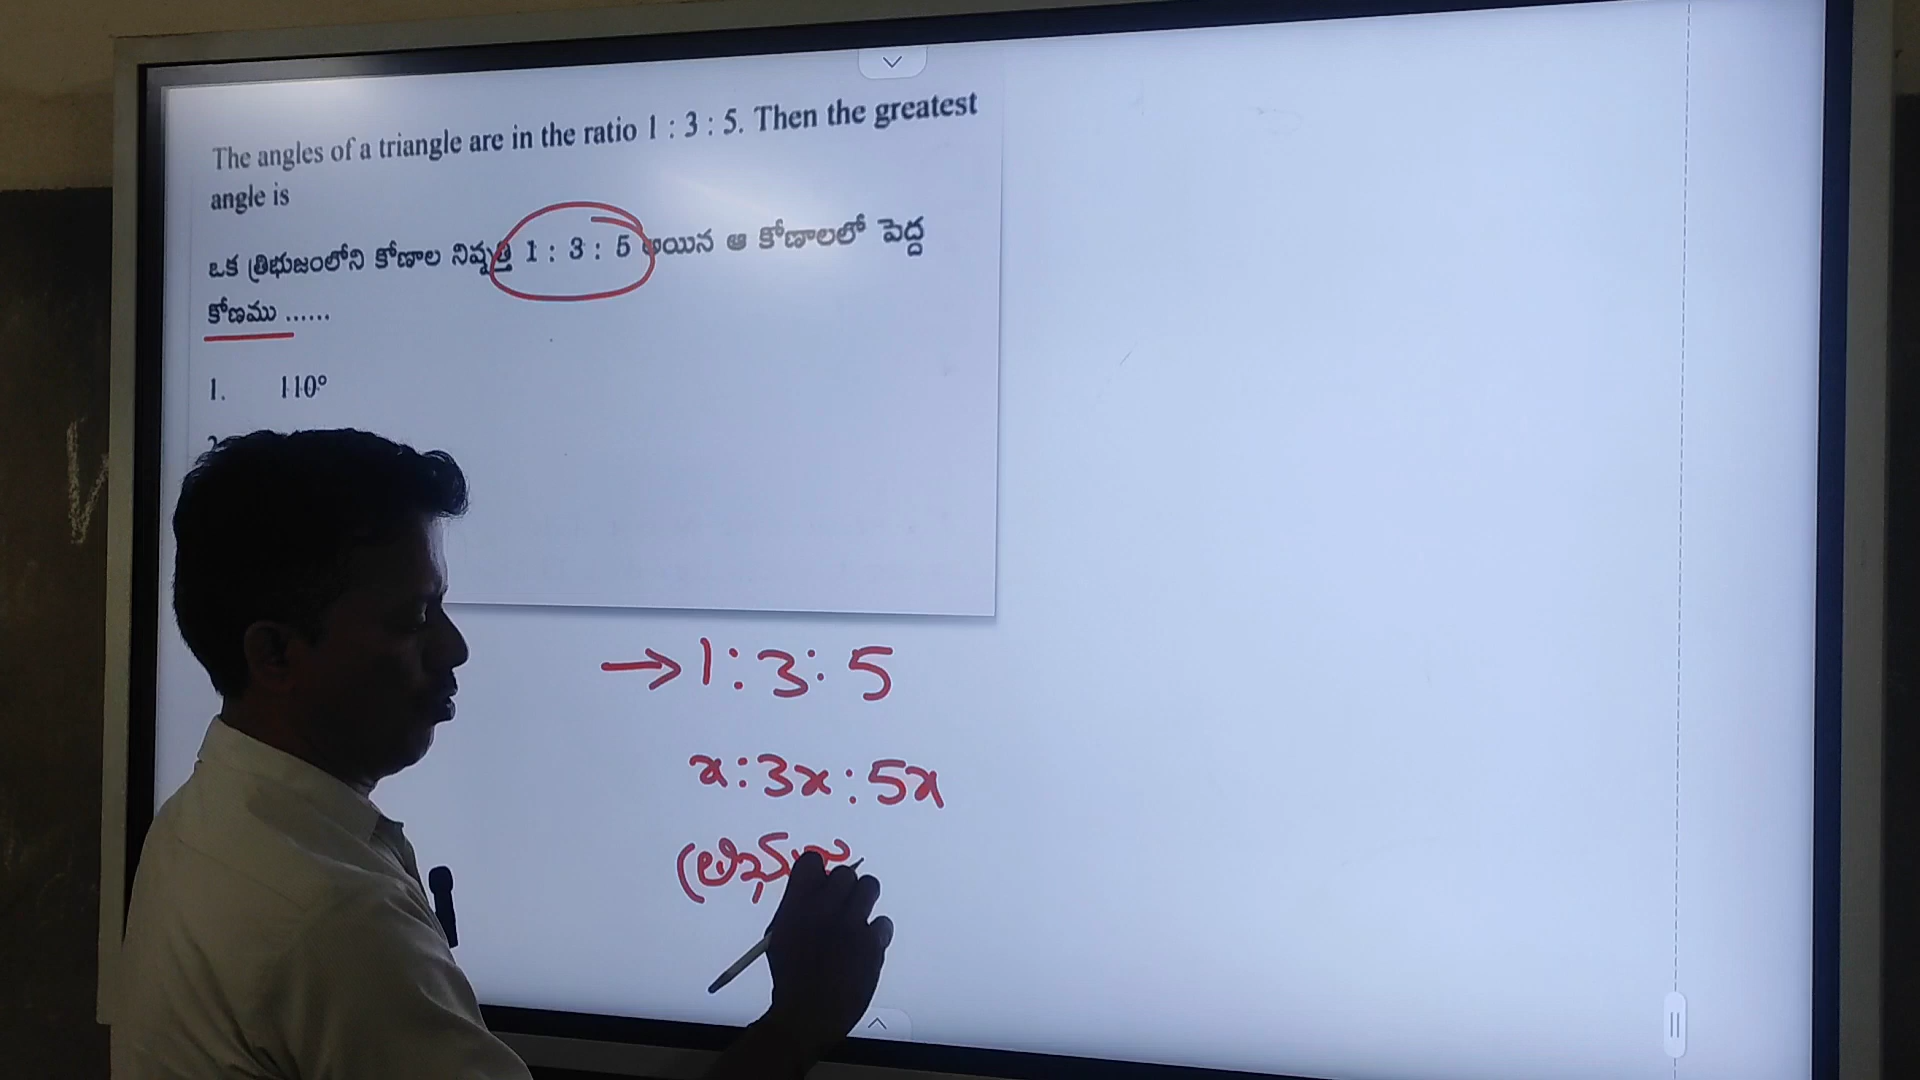 The angles of a triangle are in the ratio 1 : 3 : 5. Then the greatest
angle is
ఒక త్రిభుజంలోని కోణాల నిష్పత్తి 1 : 3 : 5 అయిన ఆ కోణాలలో పెద్ద
కోణము ......
1. 110°
2
→ 1 : 3 : 5
x : 3x : 5x
త్రిభుజ